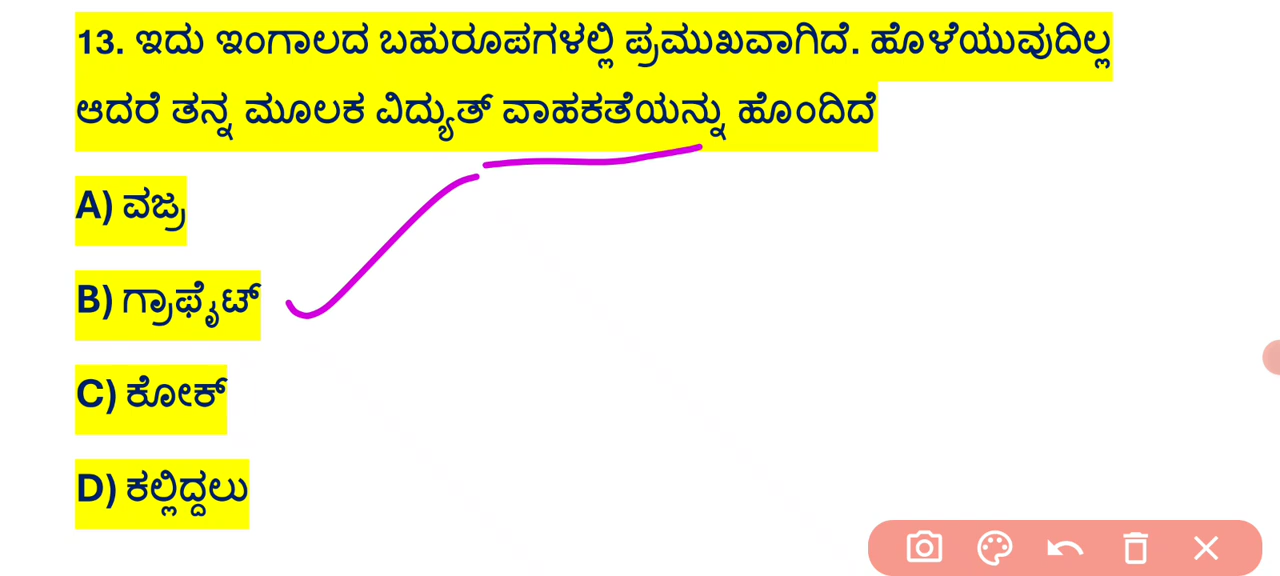 13. ಇದು ಇಂಗಾಲದ ಬಹುರೂಪಗಳಲ್ಲಿ ಪ್ರಮುಖವಾಗಿದೆ. ಹೊಳೆಯುವುದಿಲ್ಲ
ಆದರೆ ತನ್ನ ಮೂಲಕ ವಿದ್ಯುತ್ ವಾಹಕತೆಯನ್ನು ಹೊಂದಿದೆ
A) ವಜ್ರ
B) ಗ್ರಾಫೈಟ್
C) ಕೋಕ್
D) ಕಲ್ಲಿದ್ದಲು